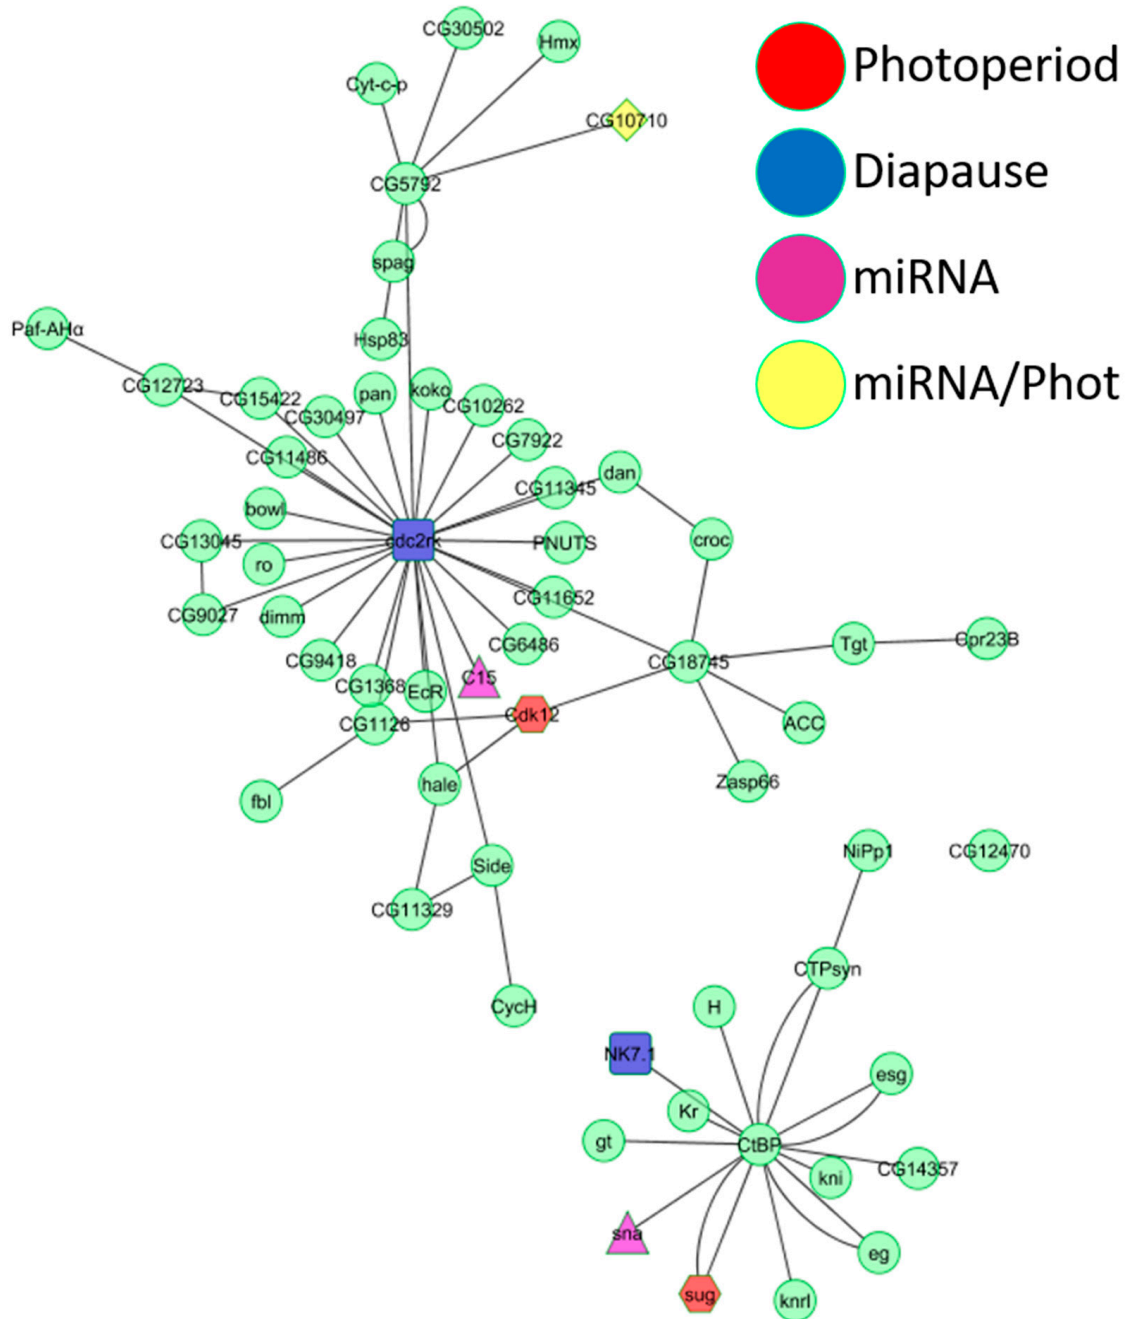 CG30502
Hmx
Photoperiod
Cyt-c-p
CG10710
Diapause
CG5792
spag
miRNA
Paf-AHα
Hsp83
CG12723
miRNA/Phot
CG15422
pan
koko
CG10262
CG30497
CG7922
CG11486
dan
CG11345
bowl
CG13045
cdc2rk
PNUTS
croc
ro
CG11652
CG9027
dimm
CG6486
Tgt
Cpr23B
CG9418
CG18745
CG1368
EcR
C15
CG1126
Cdk12
ACC
hale
Zasp66
fbl
NiPp1
CG12470
Side
CG11329
CTPsyn
CycH
H
NK7.1
esg
Kr
gt
CtBP
CG14357
kni
sna
eg
sug
knrl